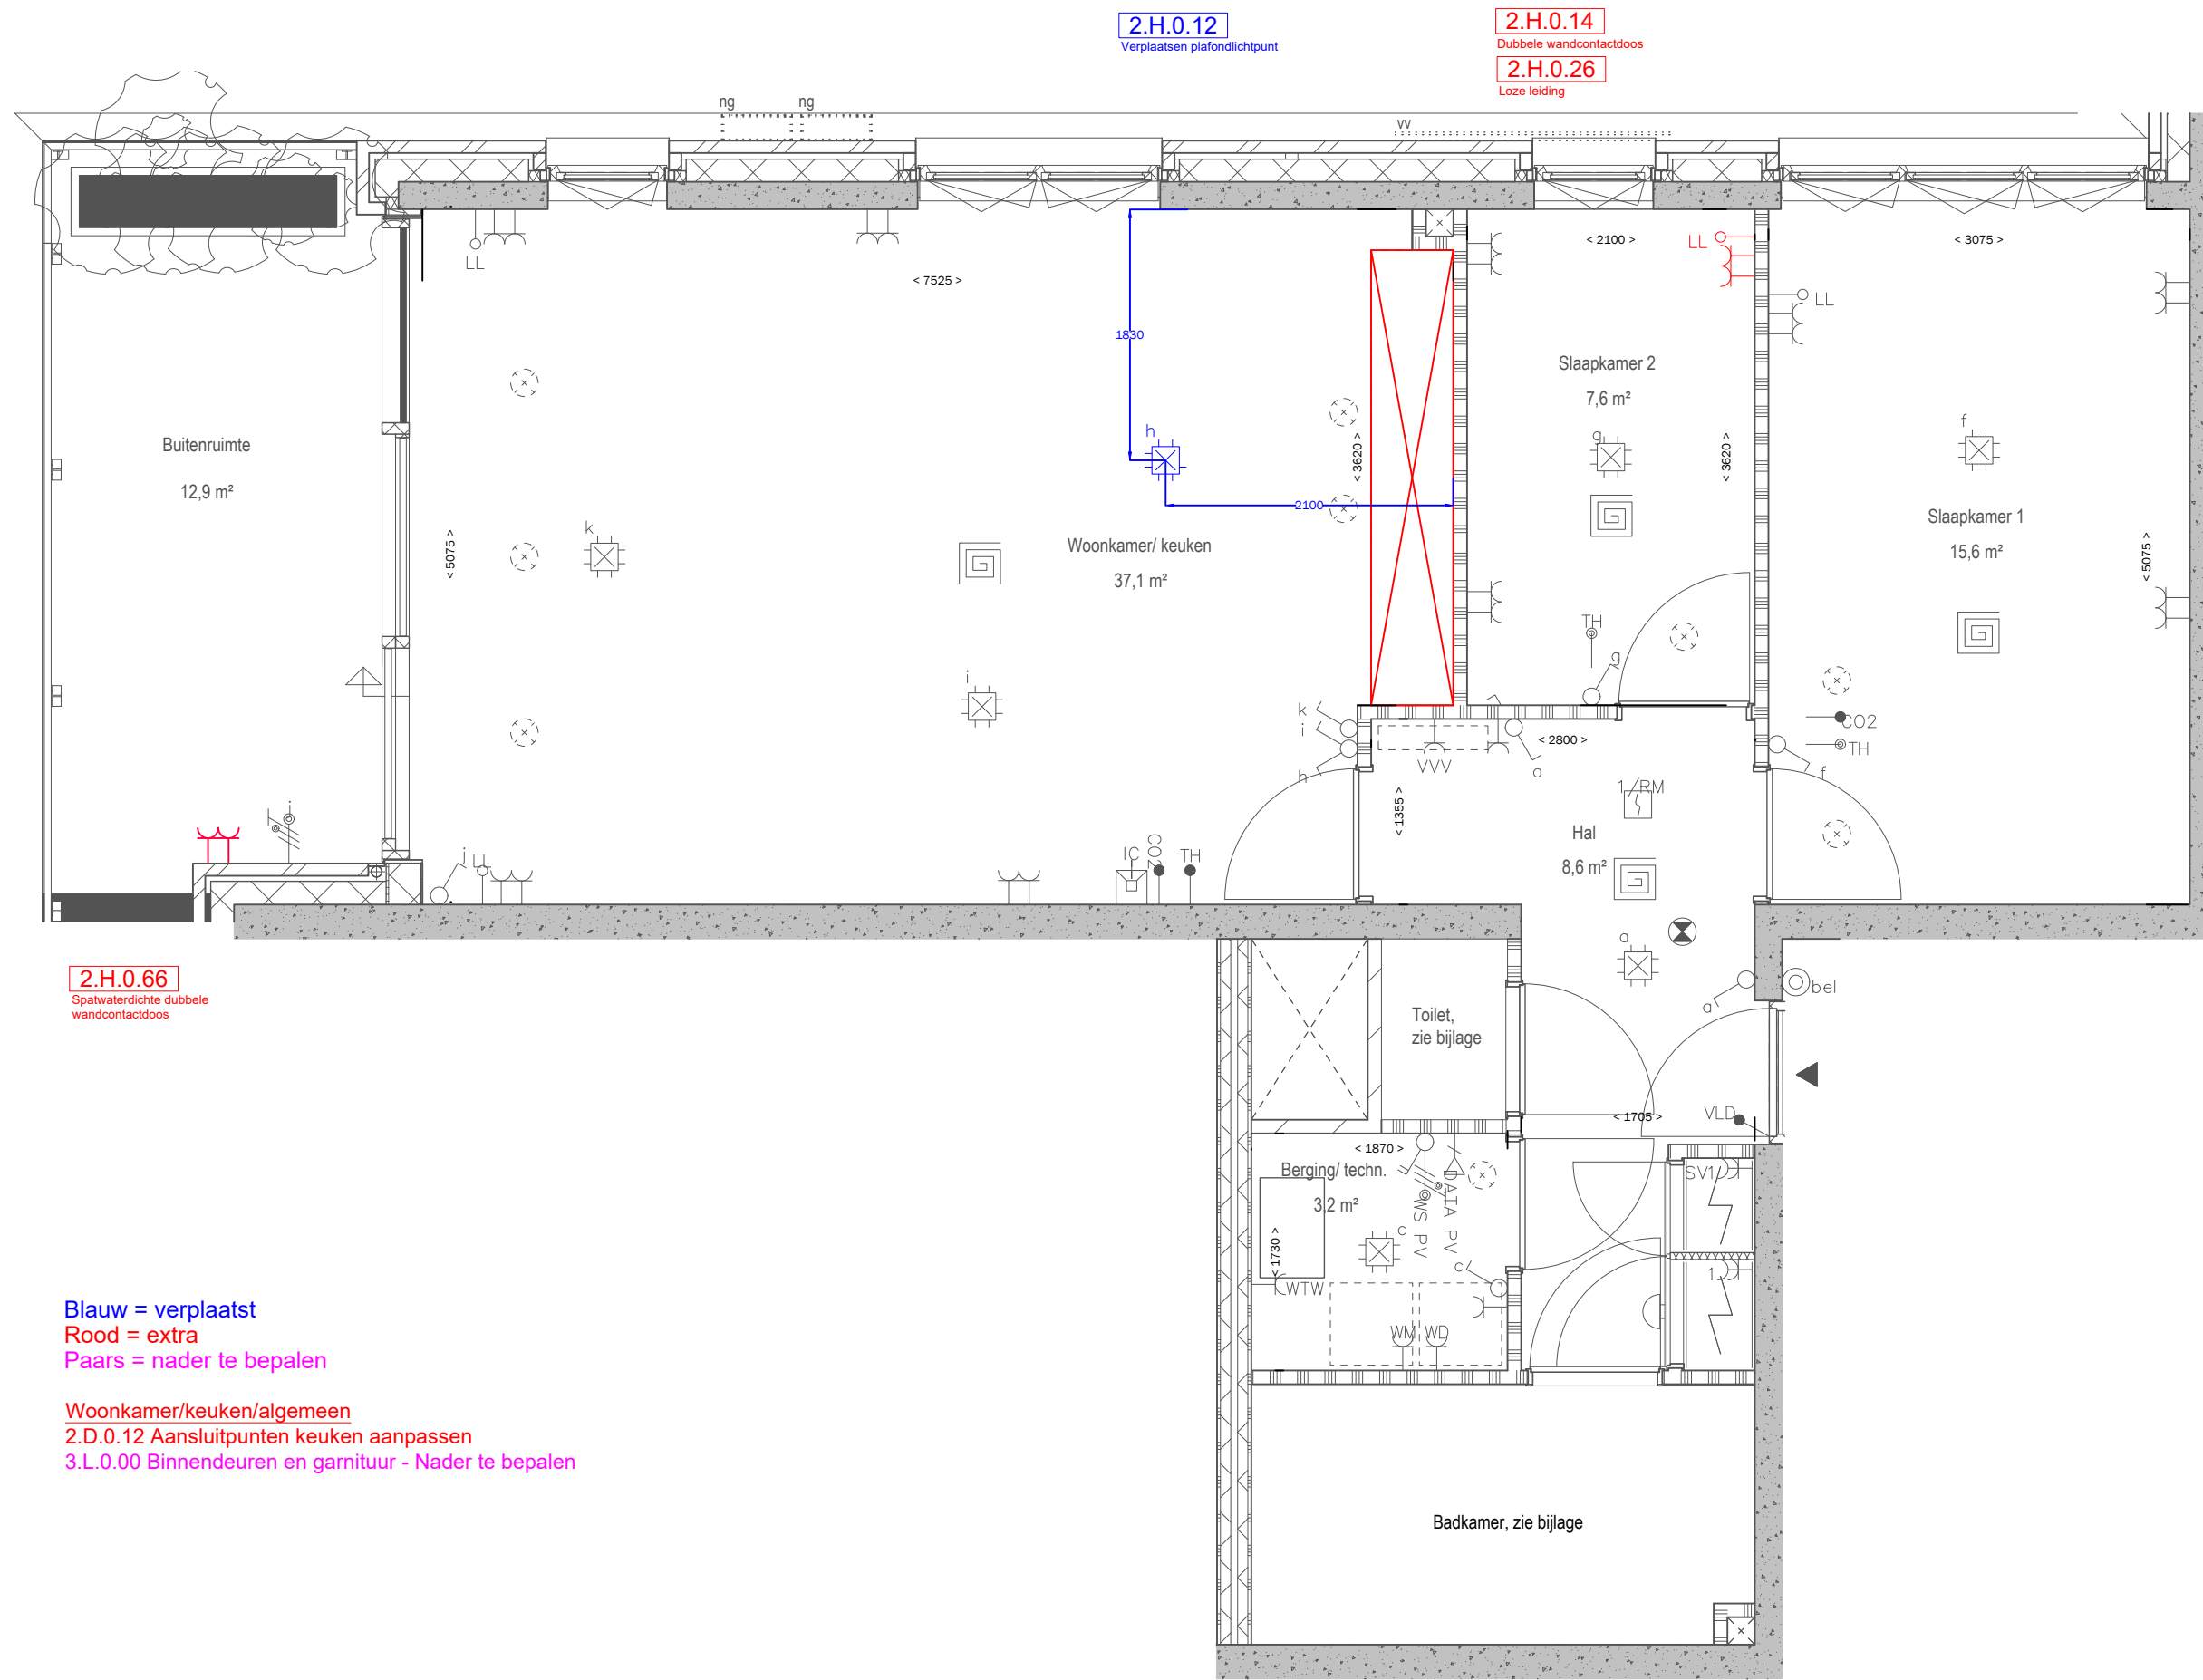 2.H.0.12
Verplaatsen plafondlichtpunt
2.H.0.14
Dubbele wandcontactdoos
2.H.0.26
Loze leiding
ng
ng
vv
LL
< 7525 >
< 2100 >
LL
< 3075 >
LL
1830
Slaapkamer 2
7,6 m²
Buitenruimte
12,9 m²
h
< 3620 >
g
< 3620 >
f
2100
k
< 5075 >
Woonkamer/ keuken
37,1 m²
Slaapkamer 1
15,6 m²
< 5075 >
i
TH
g
k
i
h
VVV
a
< 2800 >
CO2
TH
f
1/RM
< 1355 >
Hal
8,6 m²
j
LL
IC
CO2
TH
a
a
bel
2.H.0.66
Spatwaterdichte dubbele
wandcontactdoos
Toilet,
zie bijlage
< 1705 >
VLD
< 1870 >
Berging/ techn.
3,2 m²
WS PV
DATA PV
SV1
c
< 1730 >
c
WTW
1
WM
WD
Blauw = verplaatst
Rood = extra
Paars = nader te bepalen
Woonkamer/keuken/algemeen
2.D.0.12 Aansluitpunten keuken aanpassen
3.L.0.00 Binnendeuren en garnituur - Nader te bepalen
Badkamer, zie bijlage